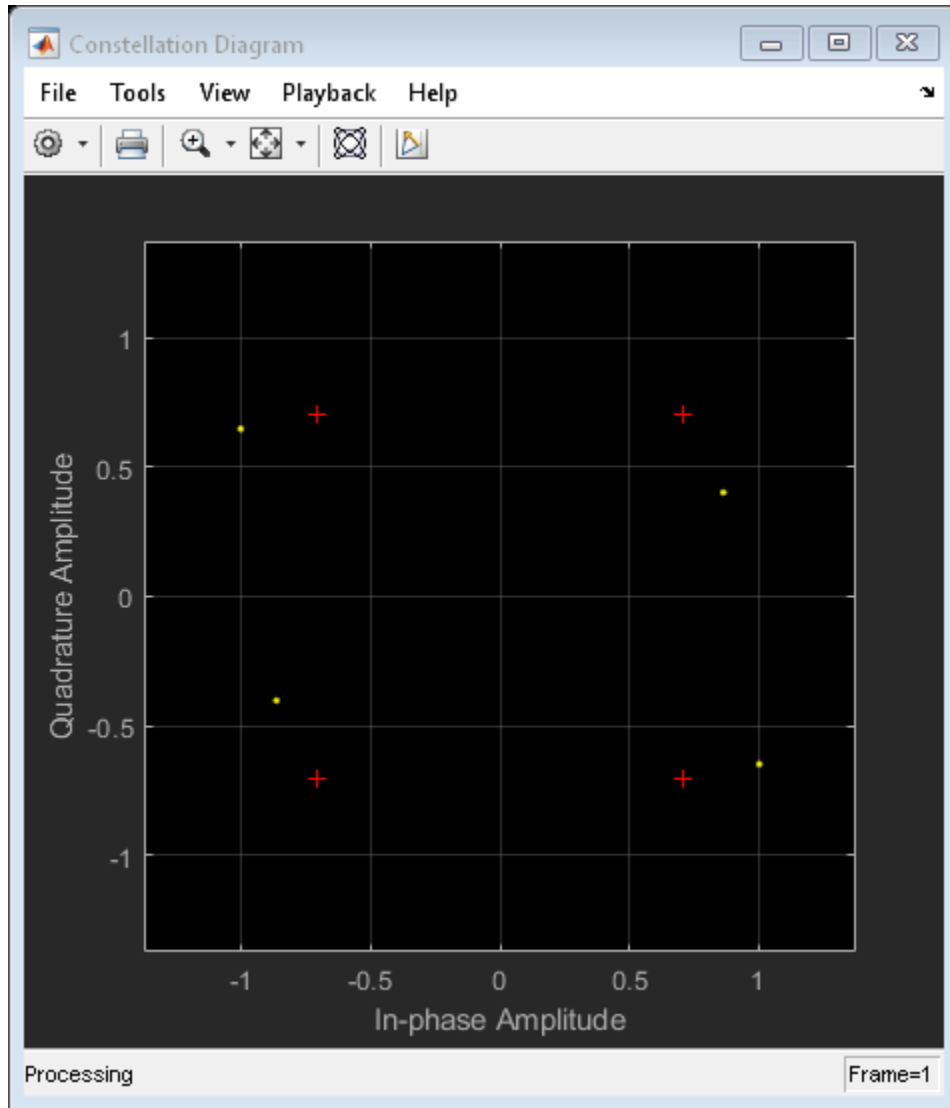 Constellation Diagram
File Tools View Playback Help
1
0.5
0
-0.5
-1
Quadrature Amplitude
-1 -0.5 0 0.5 1
In-phase Amplitude
Processing Frame=1